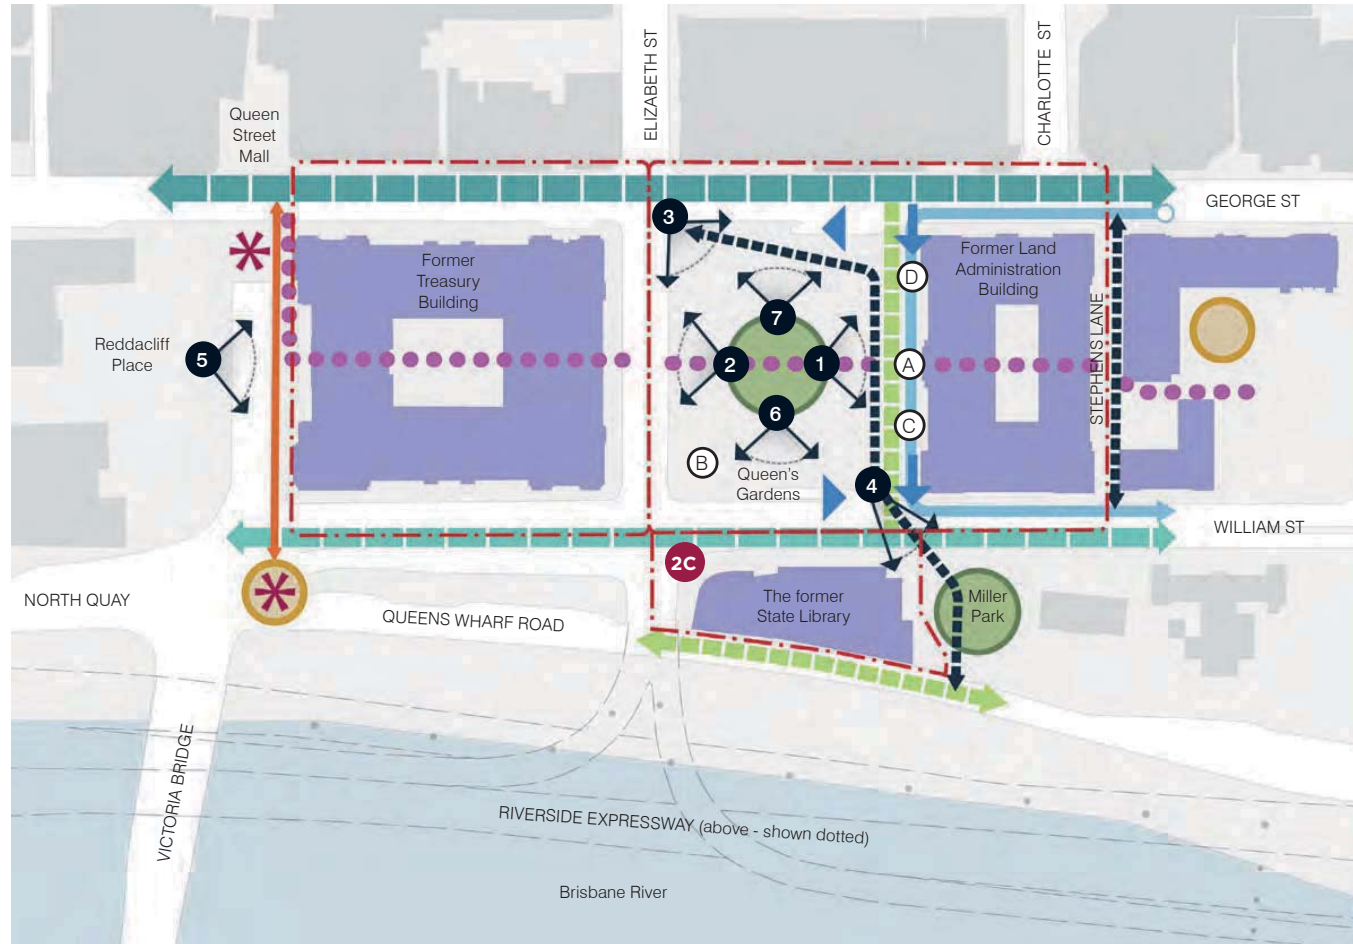 ELIZABETH ST
CHARLOTTE ST
Queen
Street
Mall
GEORGE ST
3
Former
Treasury
Building
Former Land
Administration
Building
D
7
STEPHENS LANE
Reddacliff
Place
5
2
1
A
6
C
B
Queen's
Gardens
4
WILLIAM ST
2C
NORTH QUAY
QUEENS WHARF ROAD
The former
State Library
Miller
Park
VICTORIA BRIDGE
RIVERSIDE EXPRESSWAY (above - shown dotted)
Brisbane River